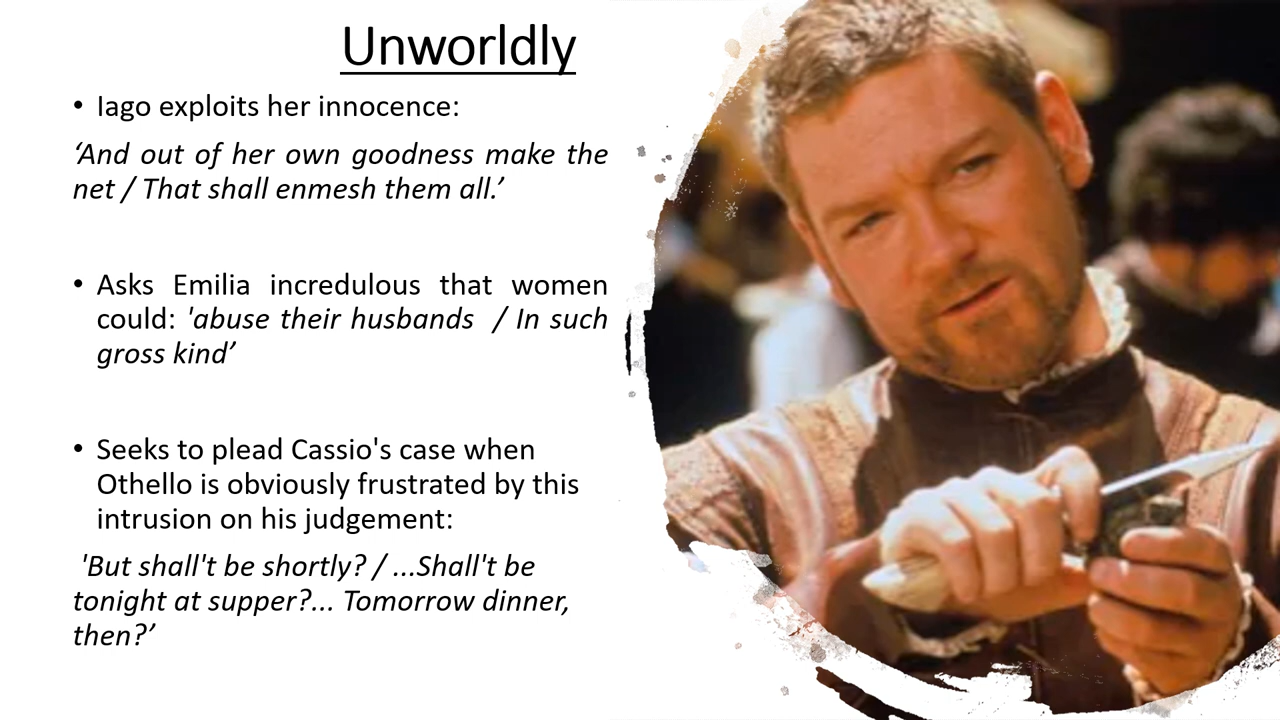 Unworldly
• Iago exploits her innocence:
‘And out of her own goodness make the
net / That shall enmesh them all.’
• Asks Emilia incredulous that women
could: 'abuse their husbands / In such
gross kind’
• Seeks to plead Cassio's case when
Othello is obviously frustrated by this
intrusion on his judgement:
'But shall't be shortly? / ...Shall't be
tonight at supper?... Tomorrow dinner,
then?’